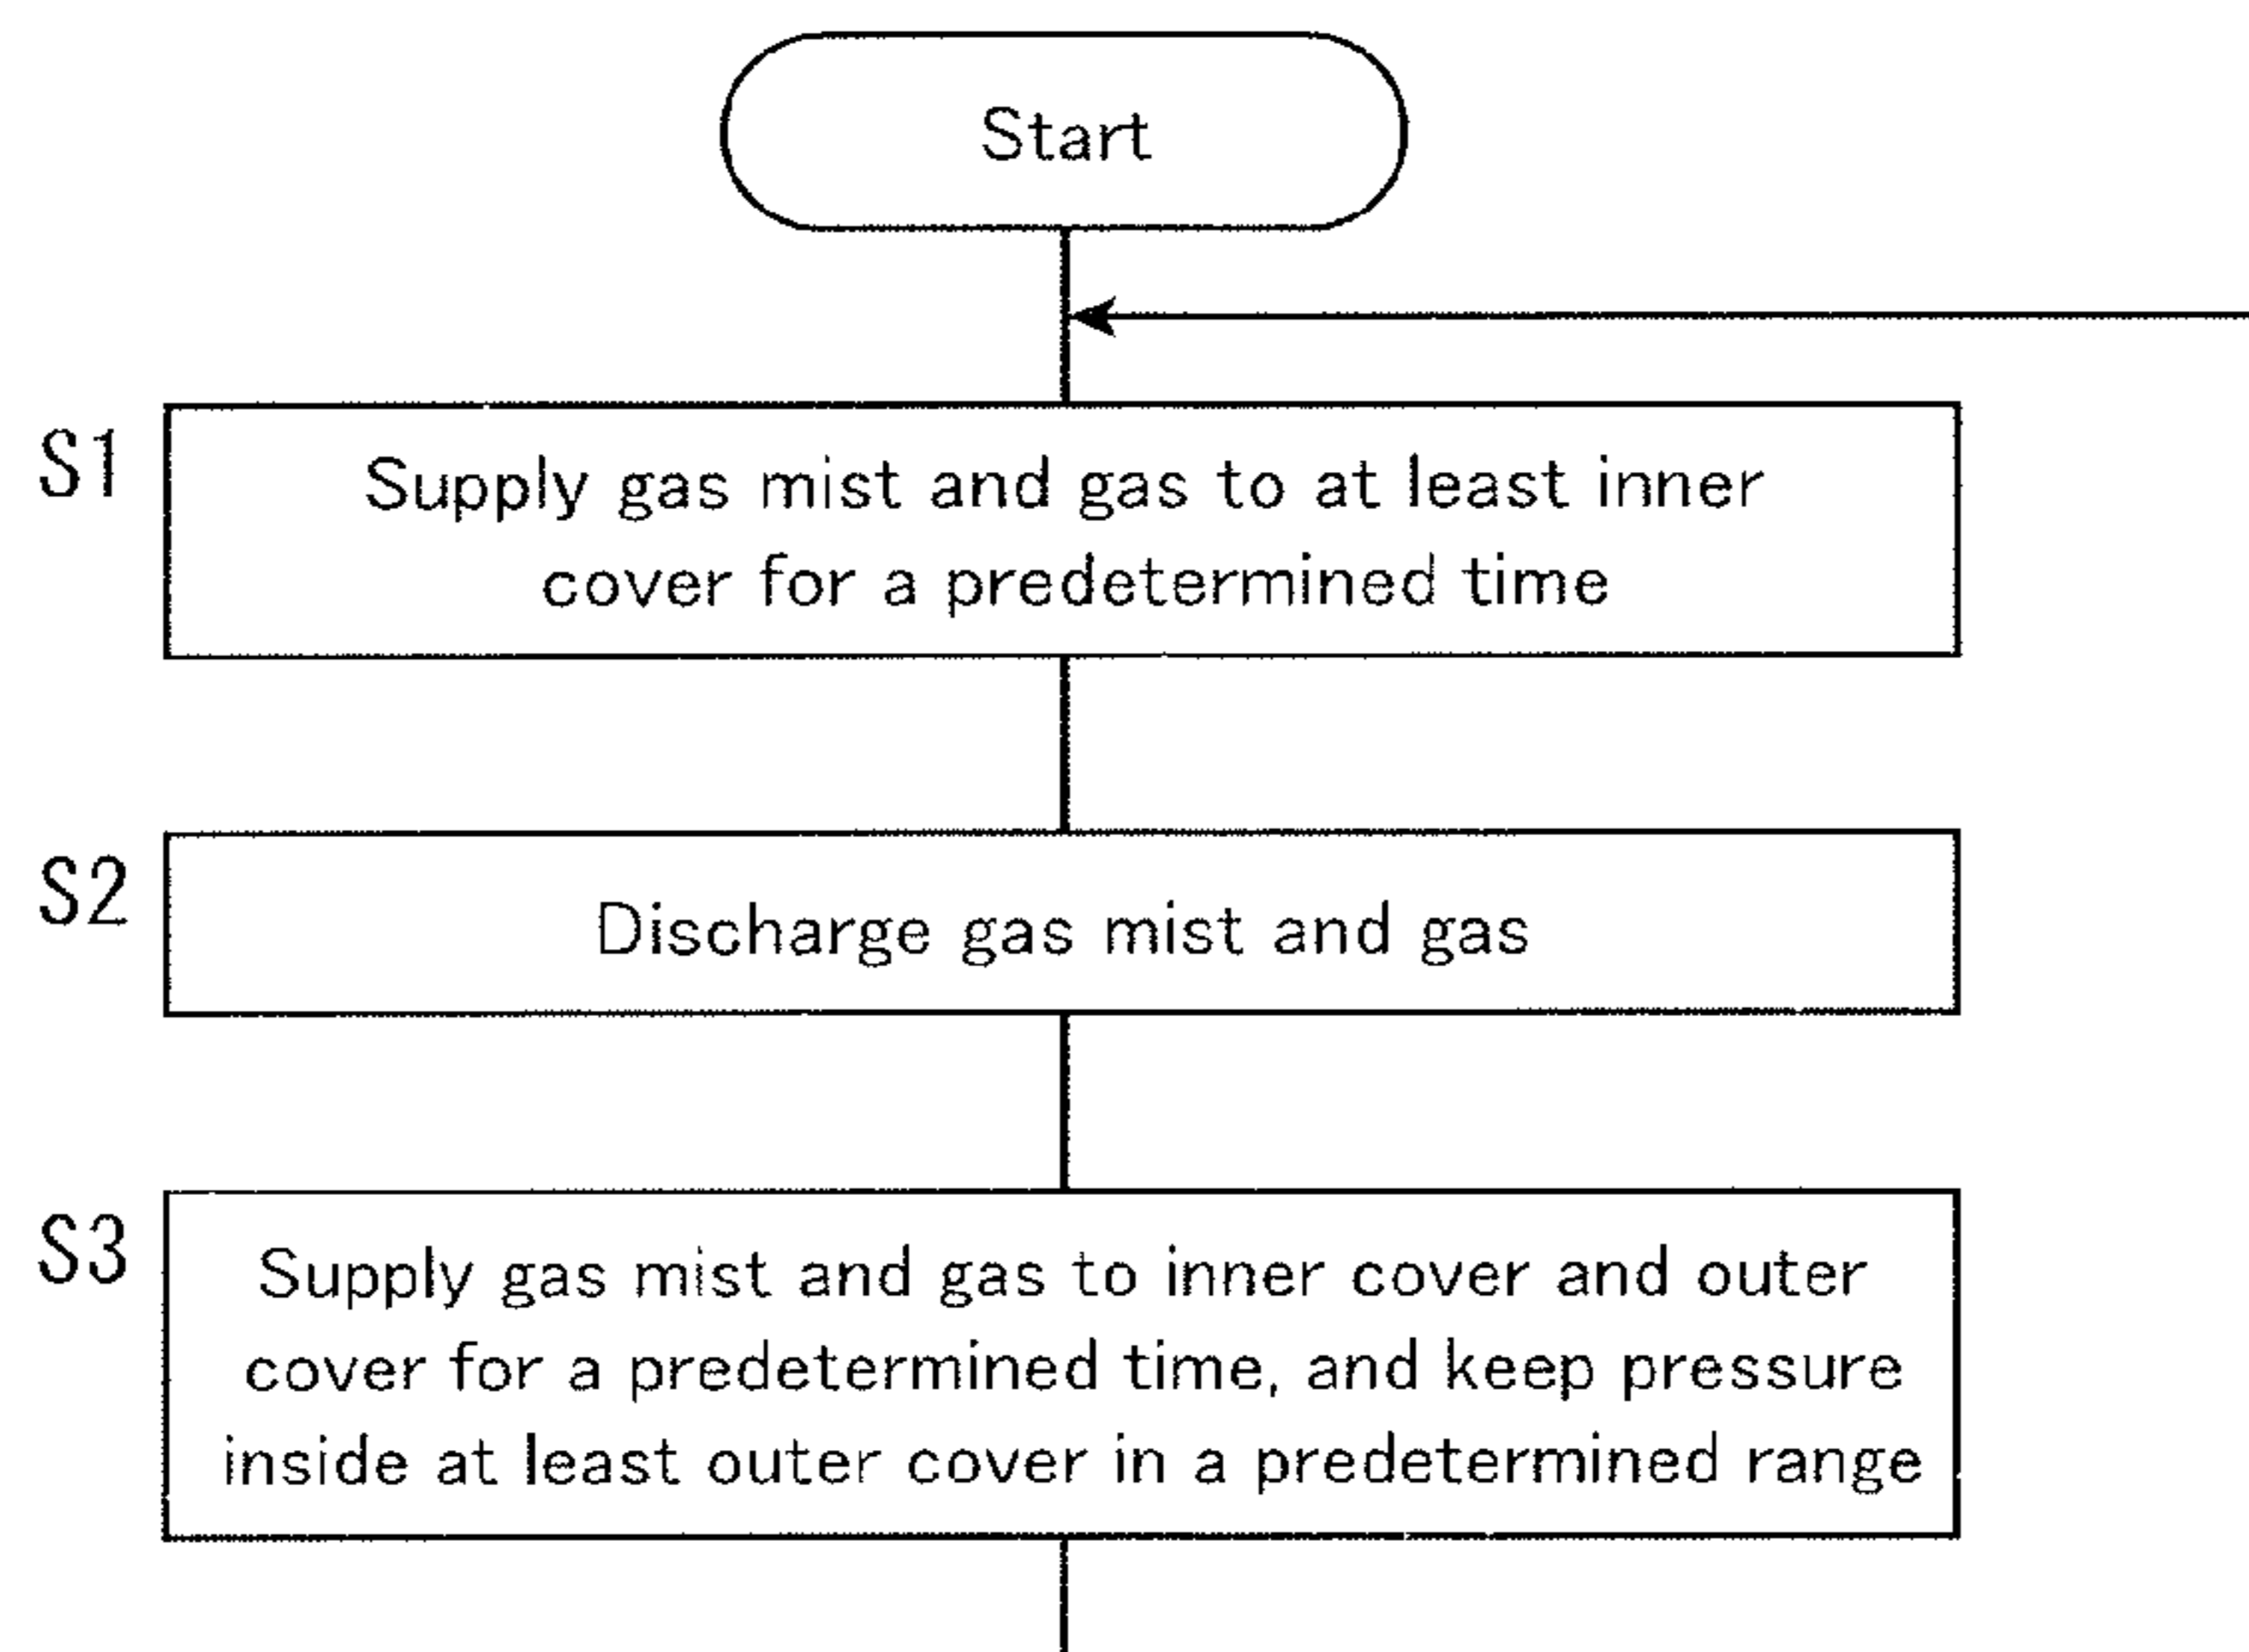 Start
S1
Supply gas mist and gas to at least inner
cover for a predetermined time
S2
Discharge gas mist and gas
S3
Supply gas mist and gas to inner cover and outer
cover for a predetermined time, and keep pressure
inside at least outer cover in a predetermined range